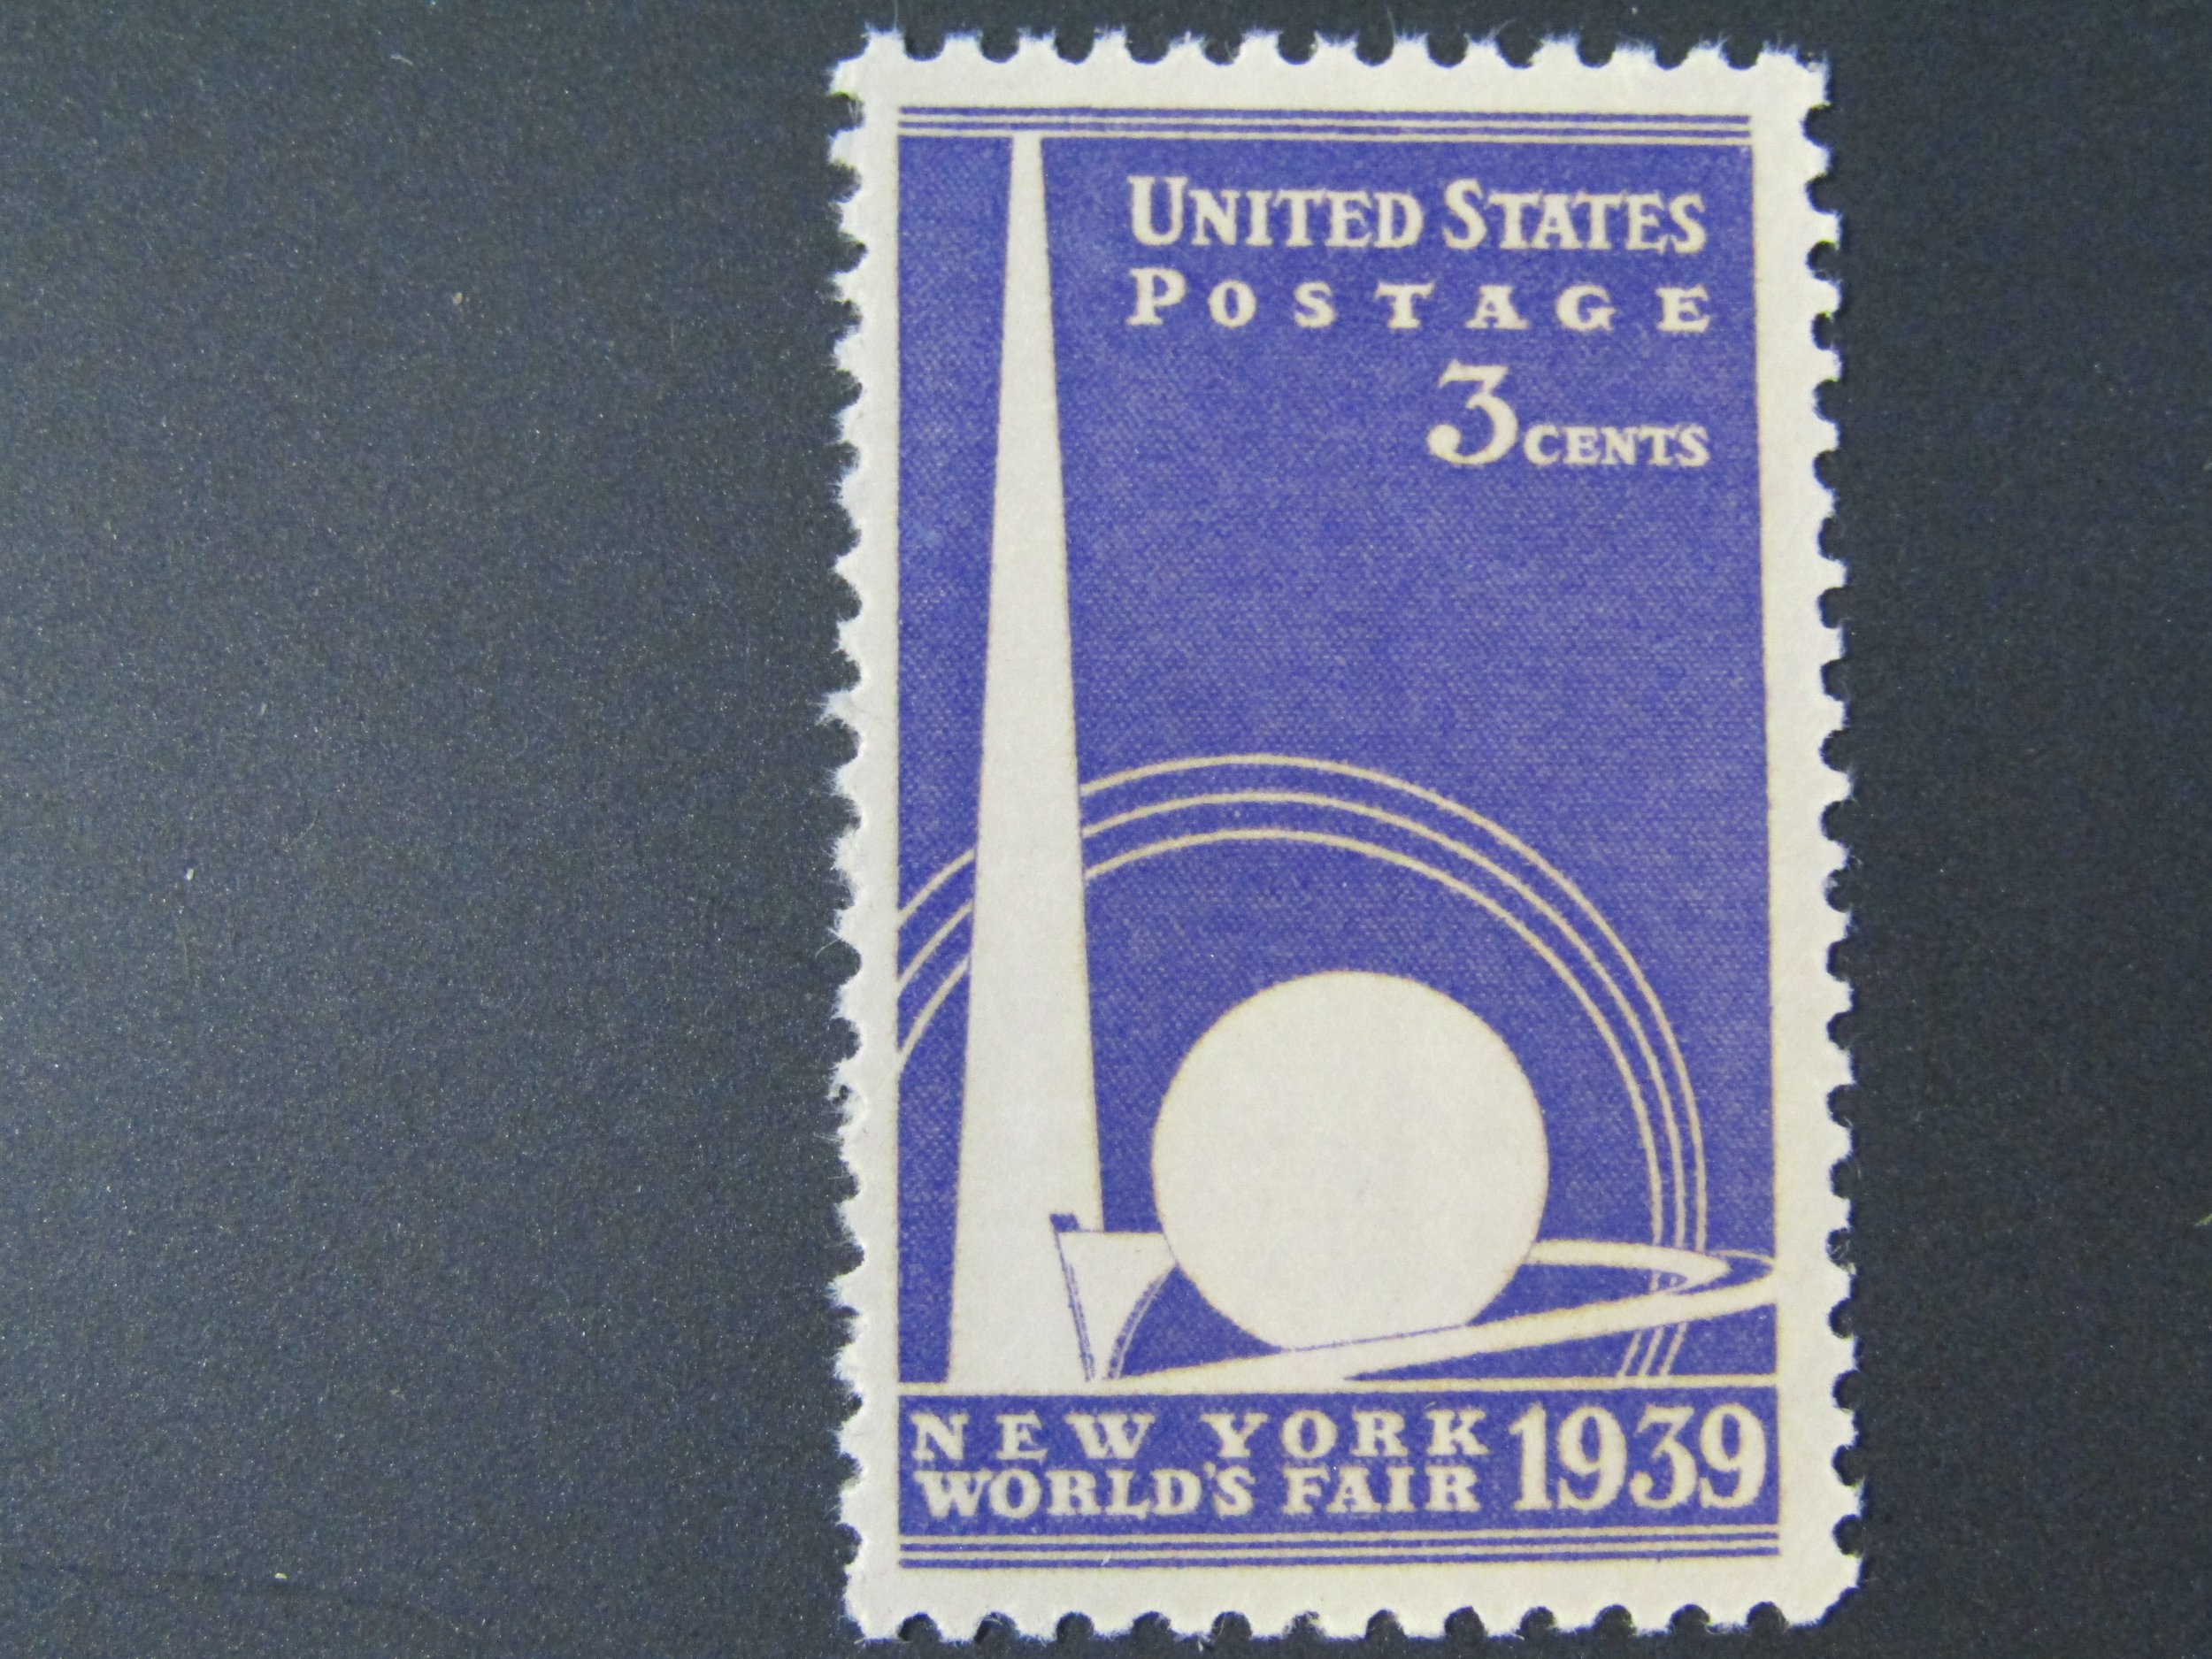 UNITED STATES
POSTAGE
3 CENTS
NEW YORK
WORLD'S FAIR
1939